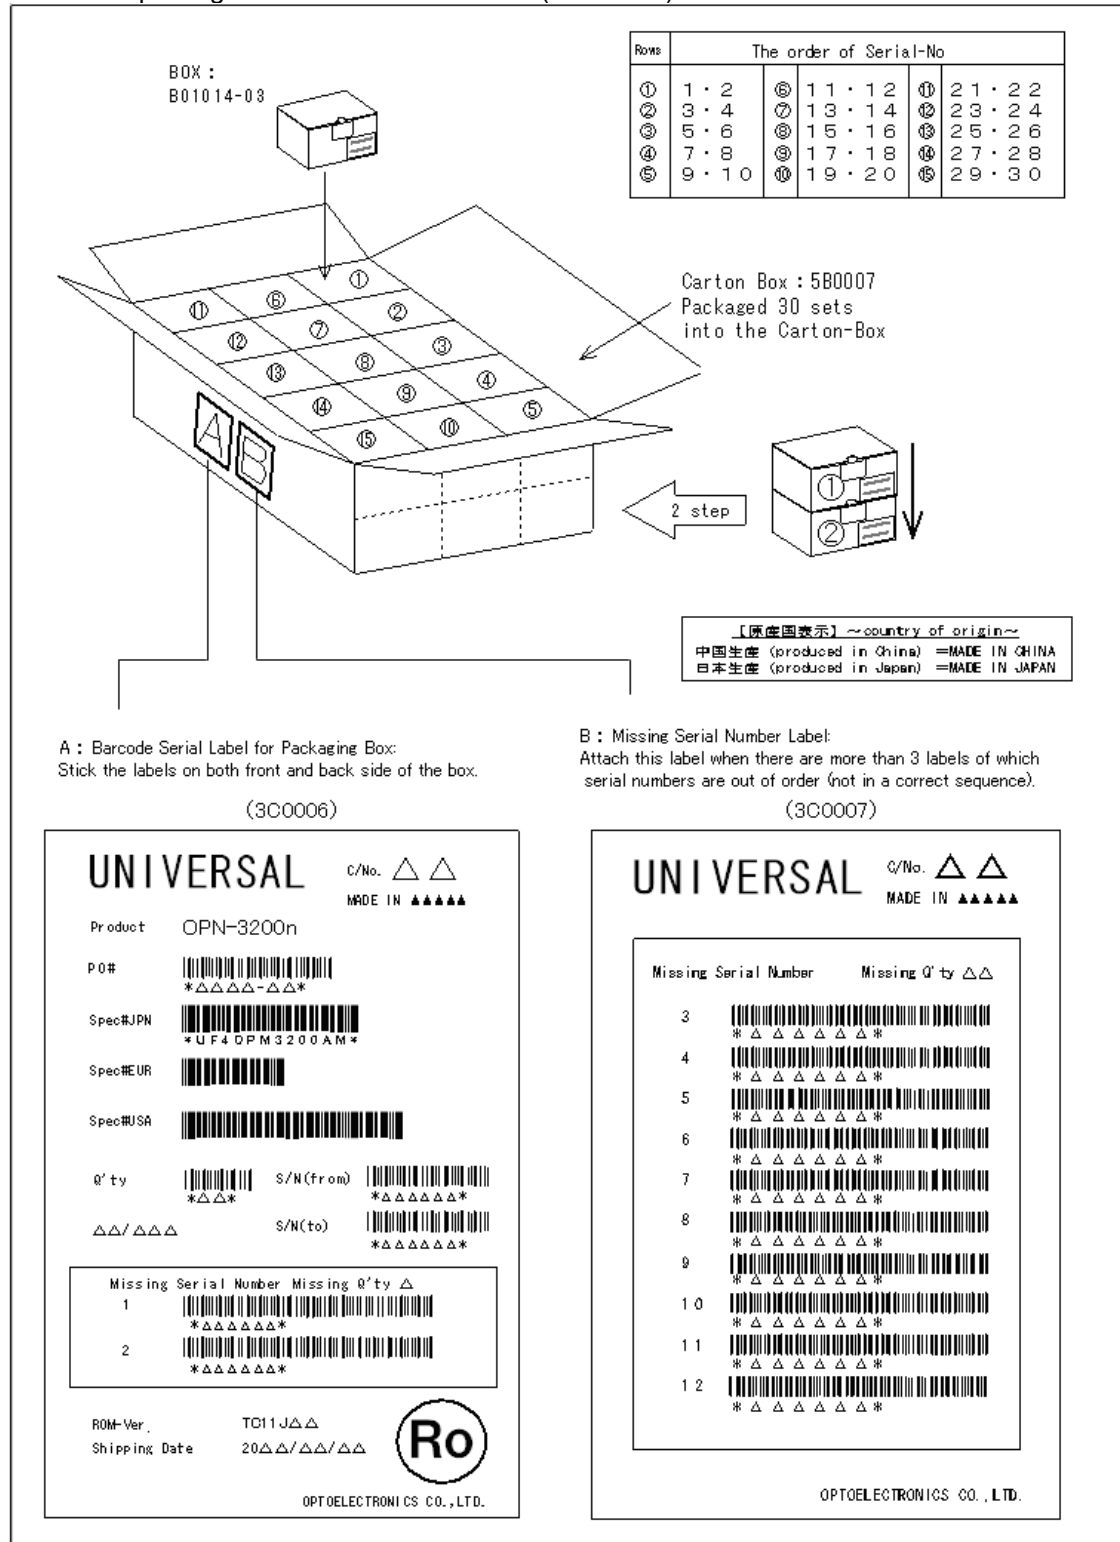 Rows The order of Serial-No
① 1・2 ⑥ 11・12 ⑪ 21・22
② 3・4 ⑦ 13・14 ⑫ 23・24
③ 5・6 ⑧ 15・16 ⑬ 25・26
④ 7・8 ⑨ 17・18 ⑭ 27・28
⑤ 9・10 ⑩ 19・20 ⑮ 29・30
BOX：
B01014-03
Carton Box：5B0007
Packaged 30 sets
into the Carton-Box
⑪ ⑥ ①
⑫ ⑦ ②
⑬ ⑧ ③
⑭ ⑨ ④
⑮ ⑩ ⑤
A B
2 step
①
②
【原産国表示】～country of origin～
中国生産 (produced in China) =MADE IN CHINA
日本生産 (produced in Japan) =MADE IN JAPAN
A：Barcode Serial Label for Packaging Box:
Stick the labels on both front and back side of the box.
(3C0006)
UNIVERSAL C/No. △ △
MADE IN ▲▲▲▲▲
Product OPN-3200n
PO#
*△△△△-△△*
Spec#JPN
*UF4OPM3200AM*
Spec#EUR
Spec#USA
Q'ty S/N(from)
*△△* *△△△△△△*
△△/△△△ S/N(to)
*△△△△△△*
Missing Serial Number Missing Q'ty △
1
*△△△△△△*
2
*△△△△△△*
ROM-Ver. TC11J△△
Shipping Date 20△△/△△/△△
Ro
OPTOELECTRONICS CO.,LTD.
B：Missing Serial Number Label:
Attach this label when there are more than 3 labels of which
serial numbers are out of order (not in a correct sequence).
(3C0007)
UNIVERSAL C/No. △ △
MADE IN ▲▲▲▲▲
Missing Serial Number Missing Q'ty △△
3
* △ △ △ △ △ △ *
4
* △ △ △ △ △ △ *
5
* △ △ △ △ △ △ *
6
* △ △ △ △ △ △ *
7
* △ △ △ △ △ △ *
8
* △ △ △ △ △ △ *
9
* △ △ △ △ △ △ *
10
* △ △ △ △ △ △ *
11
* △ △ △ △ △ △ *
12
* △ △ △ △ △ △ *
OPTOELECTRONICS CO.,LTD.